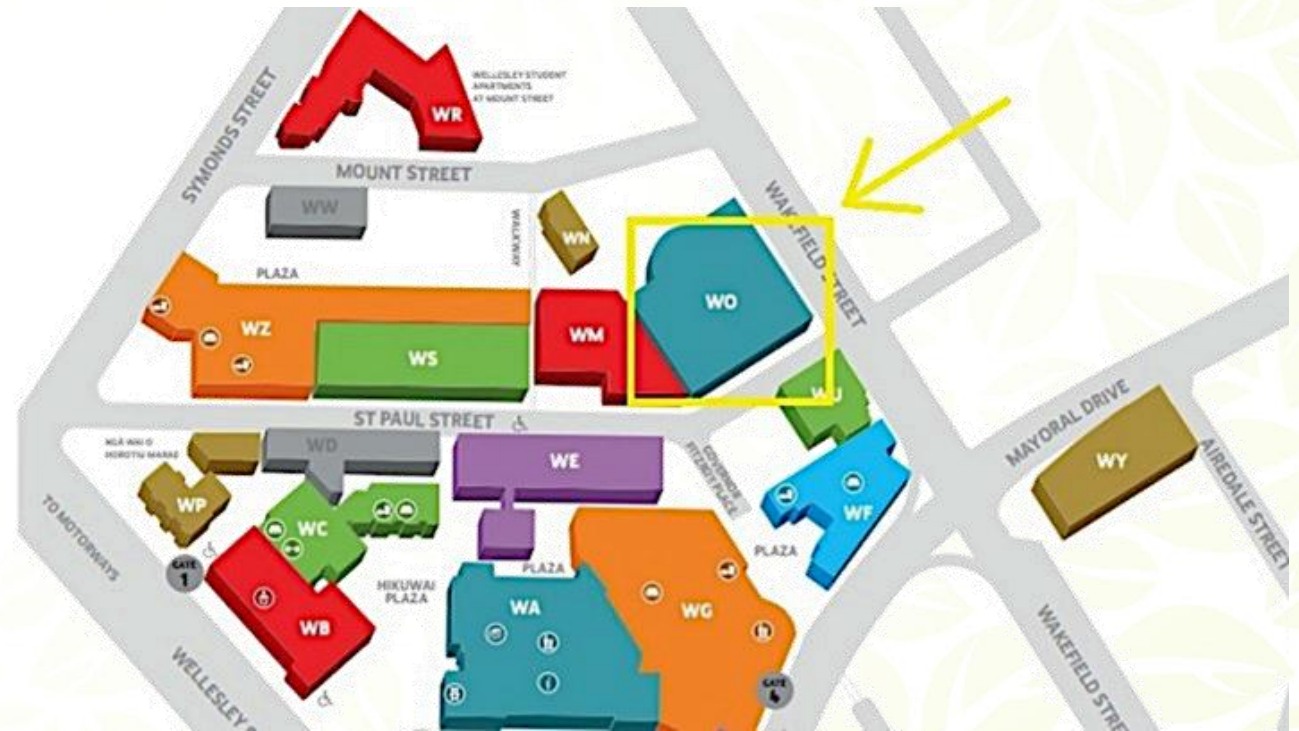 WELLESLEY STUDENT
APARTMENTS
AT MOUNT STREET
WR
SYMONDS STREET
MOUNT STREET
WW
WALKWAY
WN
WAKEFIELD STREET
PLAZA
WO
WZ
WM
WS
ST PAUL STREET
WU
MAYORAL DRIVE
NGĀ WAI O
HOROTIU MARAE
WD
WE
GOVERNOR
FITZROY PLACE
WY
AIREDALE STREET
WP
WC
WF
TO MOTORWAYS
GATE
1
PLAZA
PLAZA
HIKUWAI
PLAZA
WA
WG
WB
WAKEFIELD STRE
WELLESLEY
GATE
4